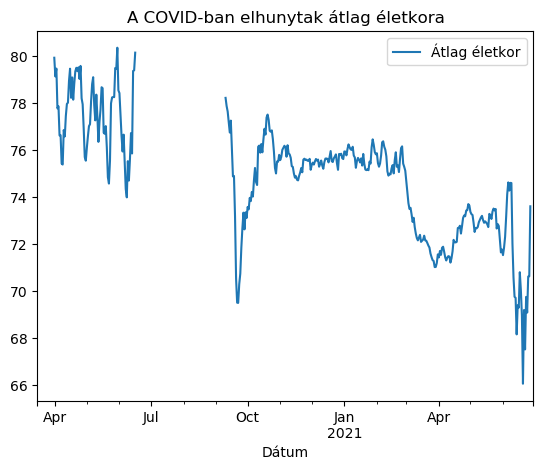 A COVID-ban elhunytak átlag életkora
Átlag életkor
80
78
76
74
72
70
68
66
Apr
Jul
Oct
Jan
2021
Apr
Dátum